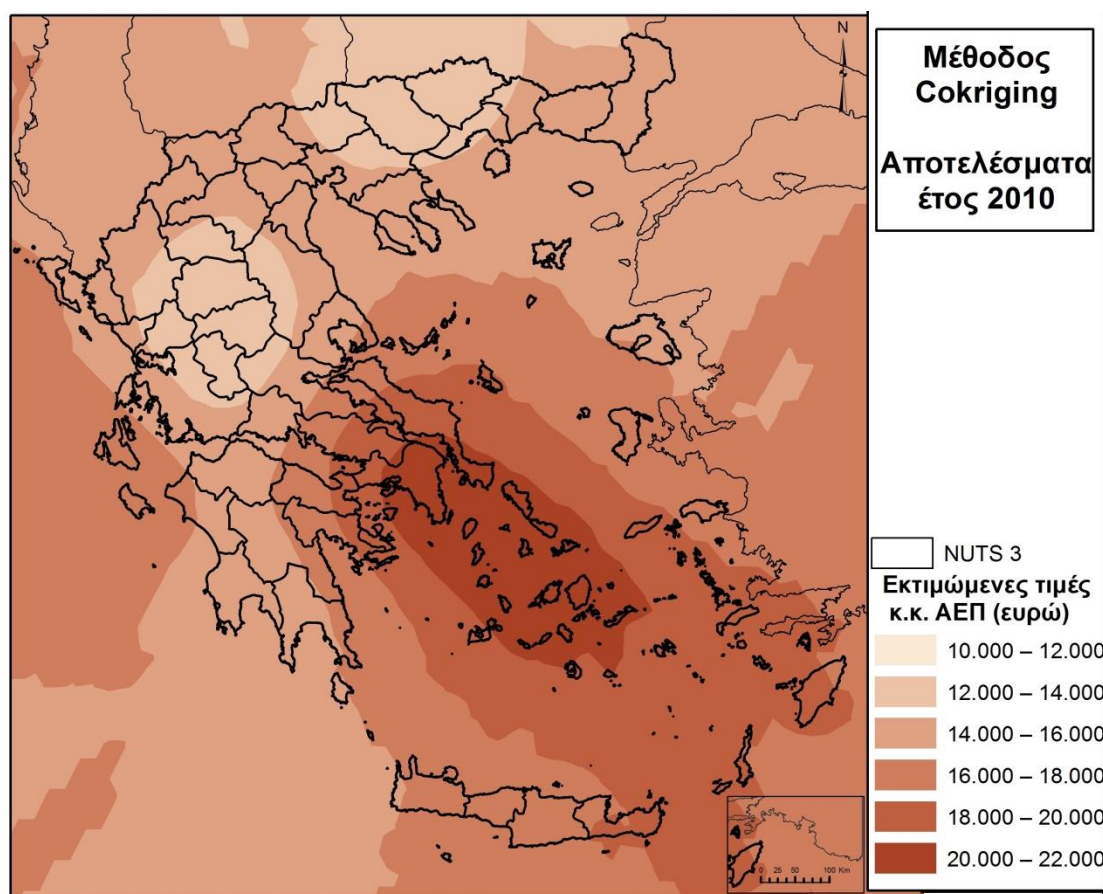 N
Μέθοδος
Cokriging
Αποτελέσματα
έτος 2010
NUTS 3
Εκτιμώμενες τιμές
κ.κ. ΑΕΠ (ευρώ)
10.000 – 12.000
12.000 – 14.000
14.000 – 16.000
16.000 – 18.000
18.000 – 20.000
20.000 – 22.000
0 25 50 100 Km